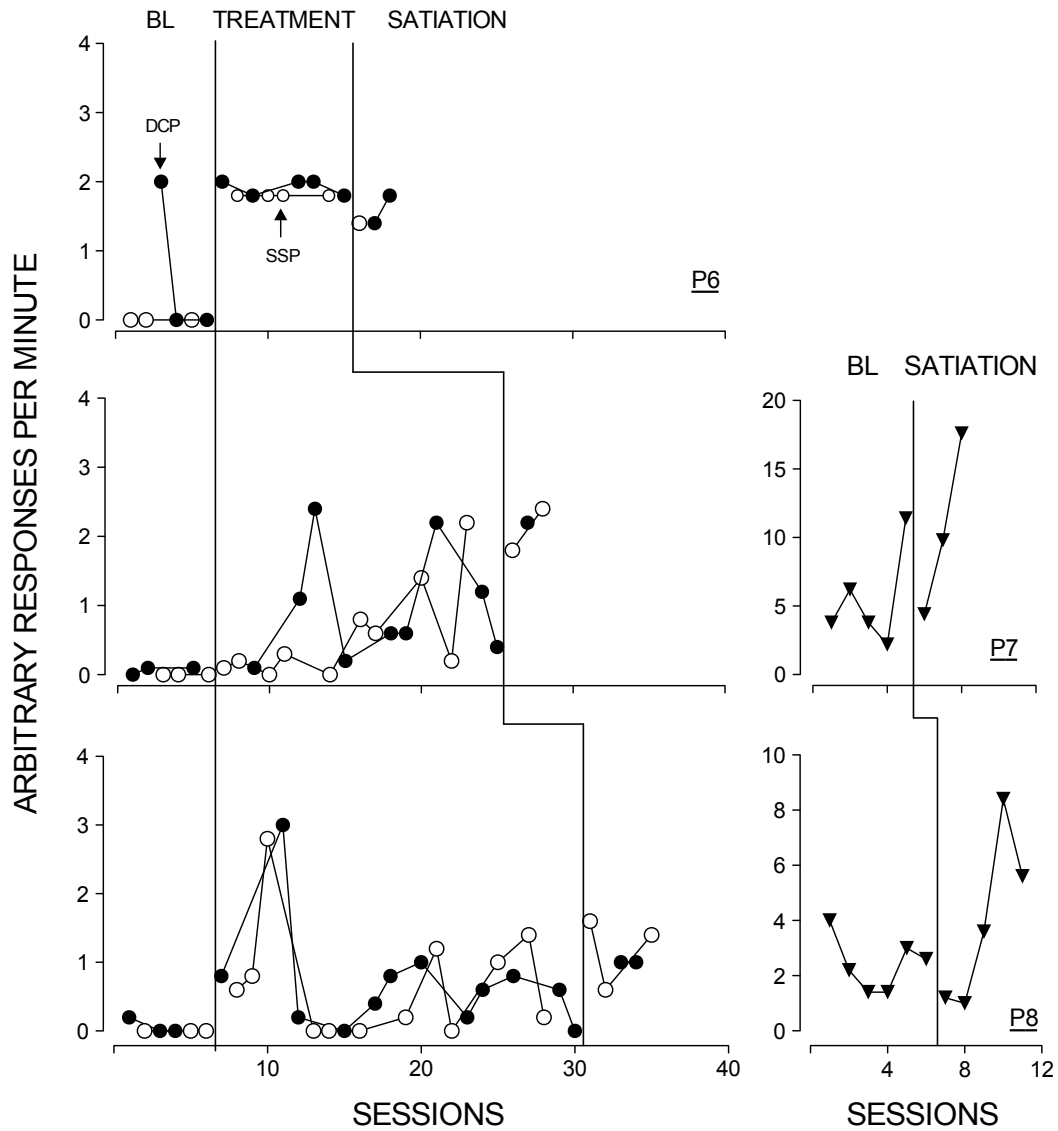 BL TREATMENT SATIATION
4
3
2
1
0
DCP
SSP
P6
ARBITRARY RESPONSES PER MINUTE
4
3
2
1
0
BL SATIATION
20
15
10
5
0
P7
4
3
2
1
0
10 20 30 40
SESSIONS
10
8
6
4
2
0
P8
4 8 12
SESSIONS